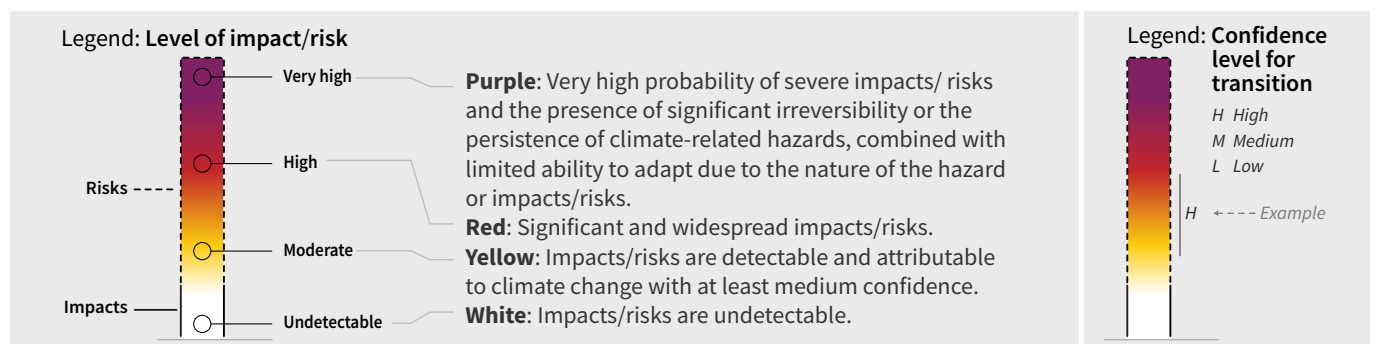 Legend: Level of impact/risk
Very high
High
Moderate
Undetectable
Risks
Impacts
Purple: Very high probability of severe impacts/ risks
and the presence of significant irreversibility or the
persistence of climate-related hazards, combined with
limited ability to adapt due to the nature of the hazard
or impacts/risks.
Red: Significant and widespread impacts/risks.
Yellow: Impacts/risks are detectable and attributable
to climate change with at least medium confidence.
White: Impacts/risks are undetectable.
Legend: Confidence
level for
transition
H High
M Medium
L Low
H
Example